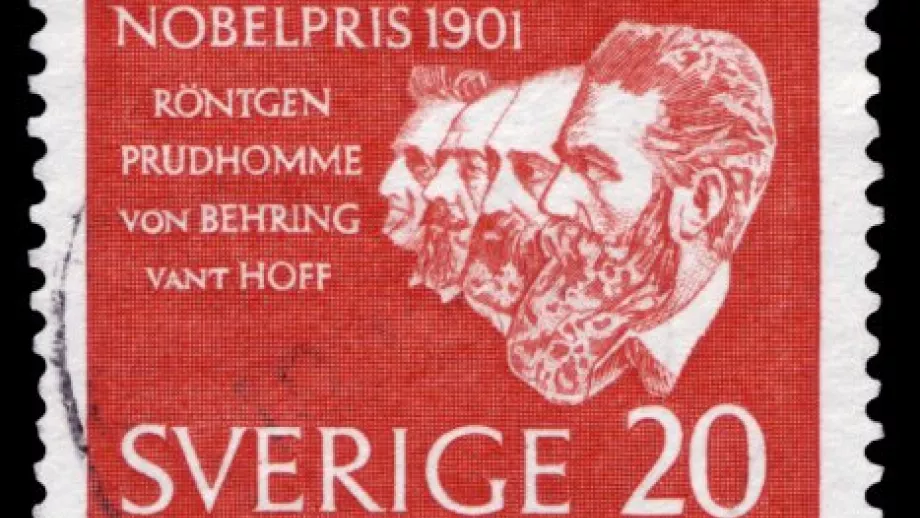 NOBELPRIS 1901
RÖNTGEN
PRUDHOMME
VON BEHRING
VANT HOFF
SVERIGE 20